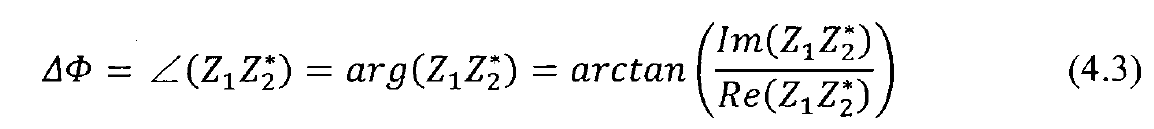 ΔΦ = ∠(Z₁Z₂*) = arg(Z₁Z₂*) = arctan(Im(Z₁Z₂*)/Re(Z₁Z₂*)) (4.3)